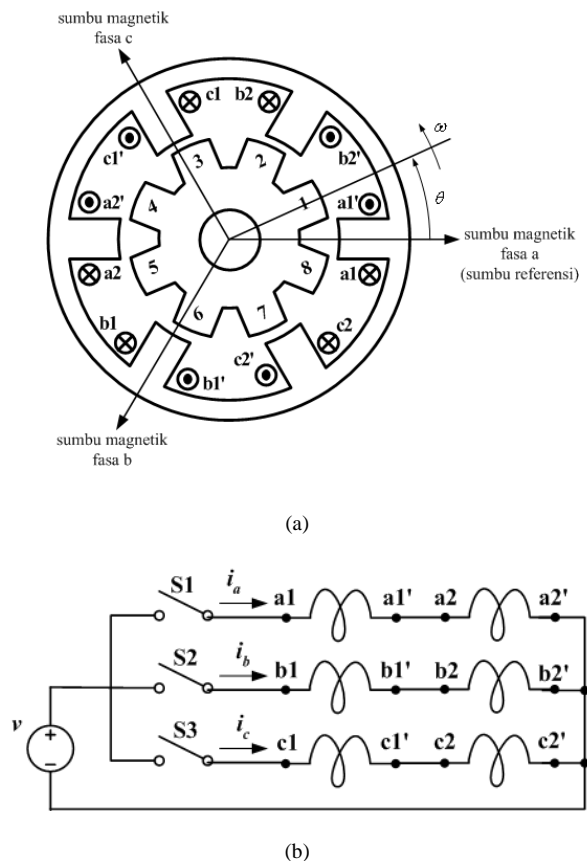 sumbu magnetik
fasa c
c1 b2
c1' b2'
ω
3 2
θ
a2' 4 1 a1'
sumbu magnetik
fasa a
(sumbu referensi)
a2 5 8 a1
b1 6 7 c2
b1' c2'
sumbu magnetik
fasa b
(a)
S1 i_a a1 a1' a2 a2'
S2 i_b b1 b1' b2 b2'
v + −
S3 i_c c1 c1' c2 c2'
(b)